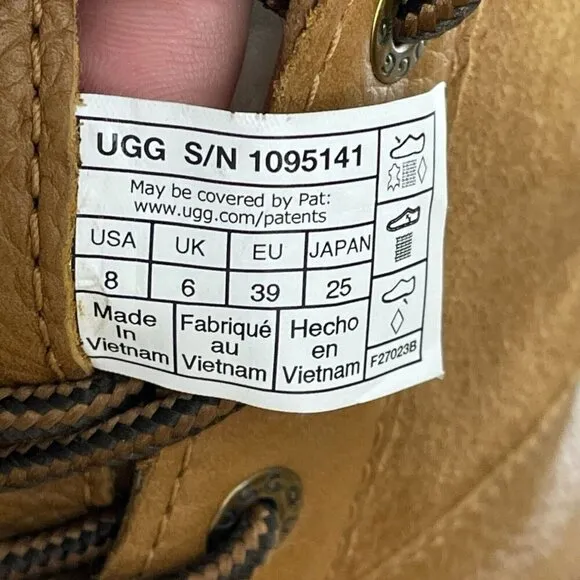 UGG S/N 1095141
May be covered by Pat:
www.ugg.com/patents
USA UK EU JAPAN
8 6 39 25
Made
In
Vietnam
Fabriqué
au
Vietnam
Hecho
en
Vietnam
F27023B